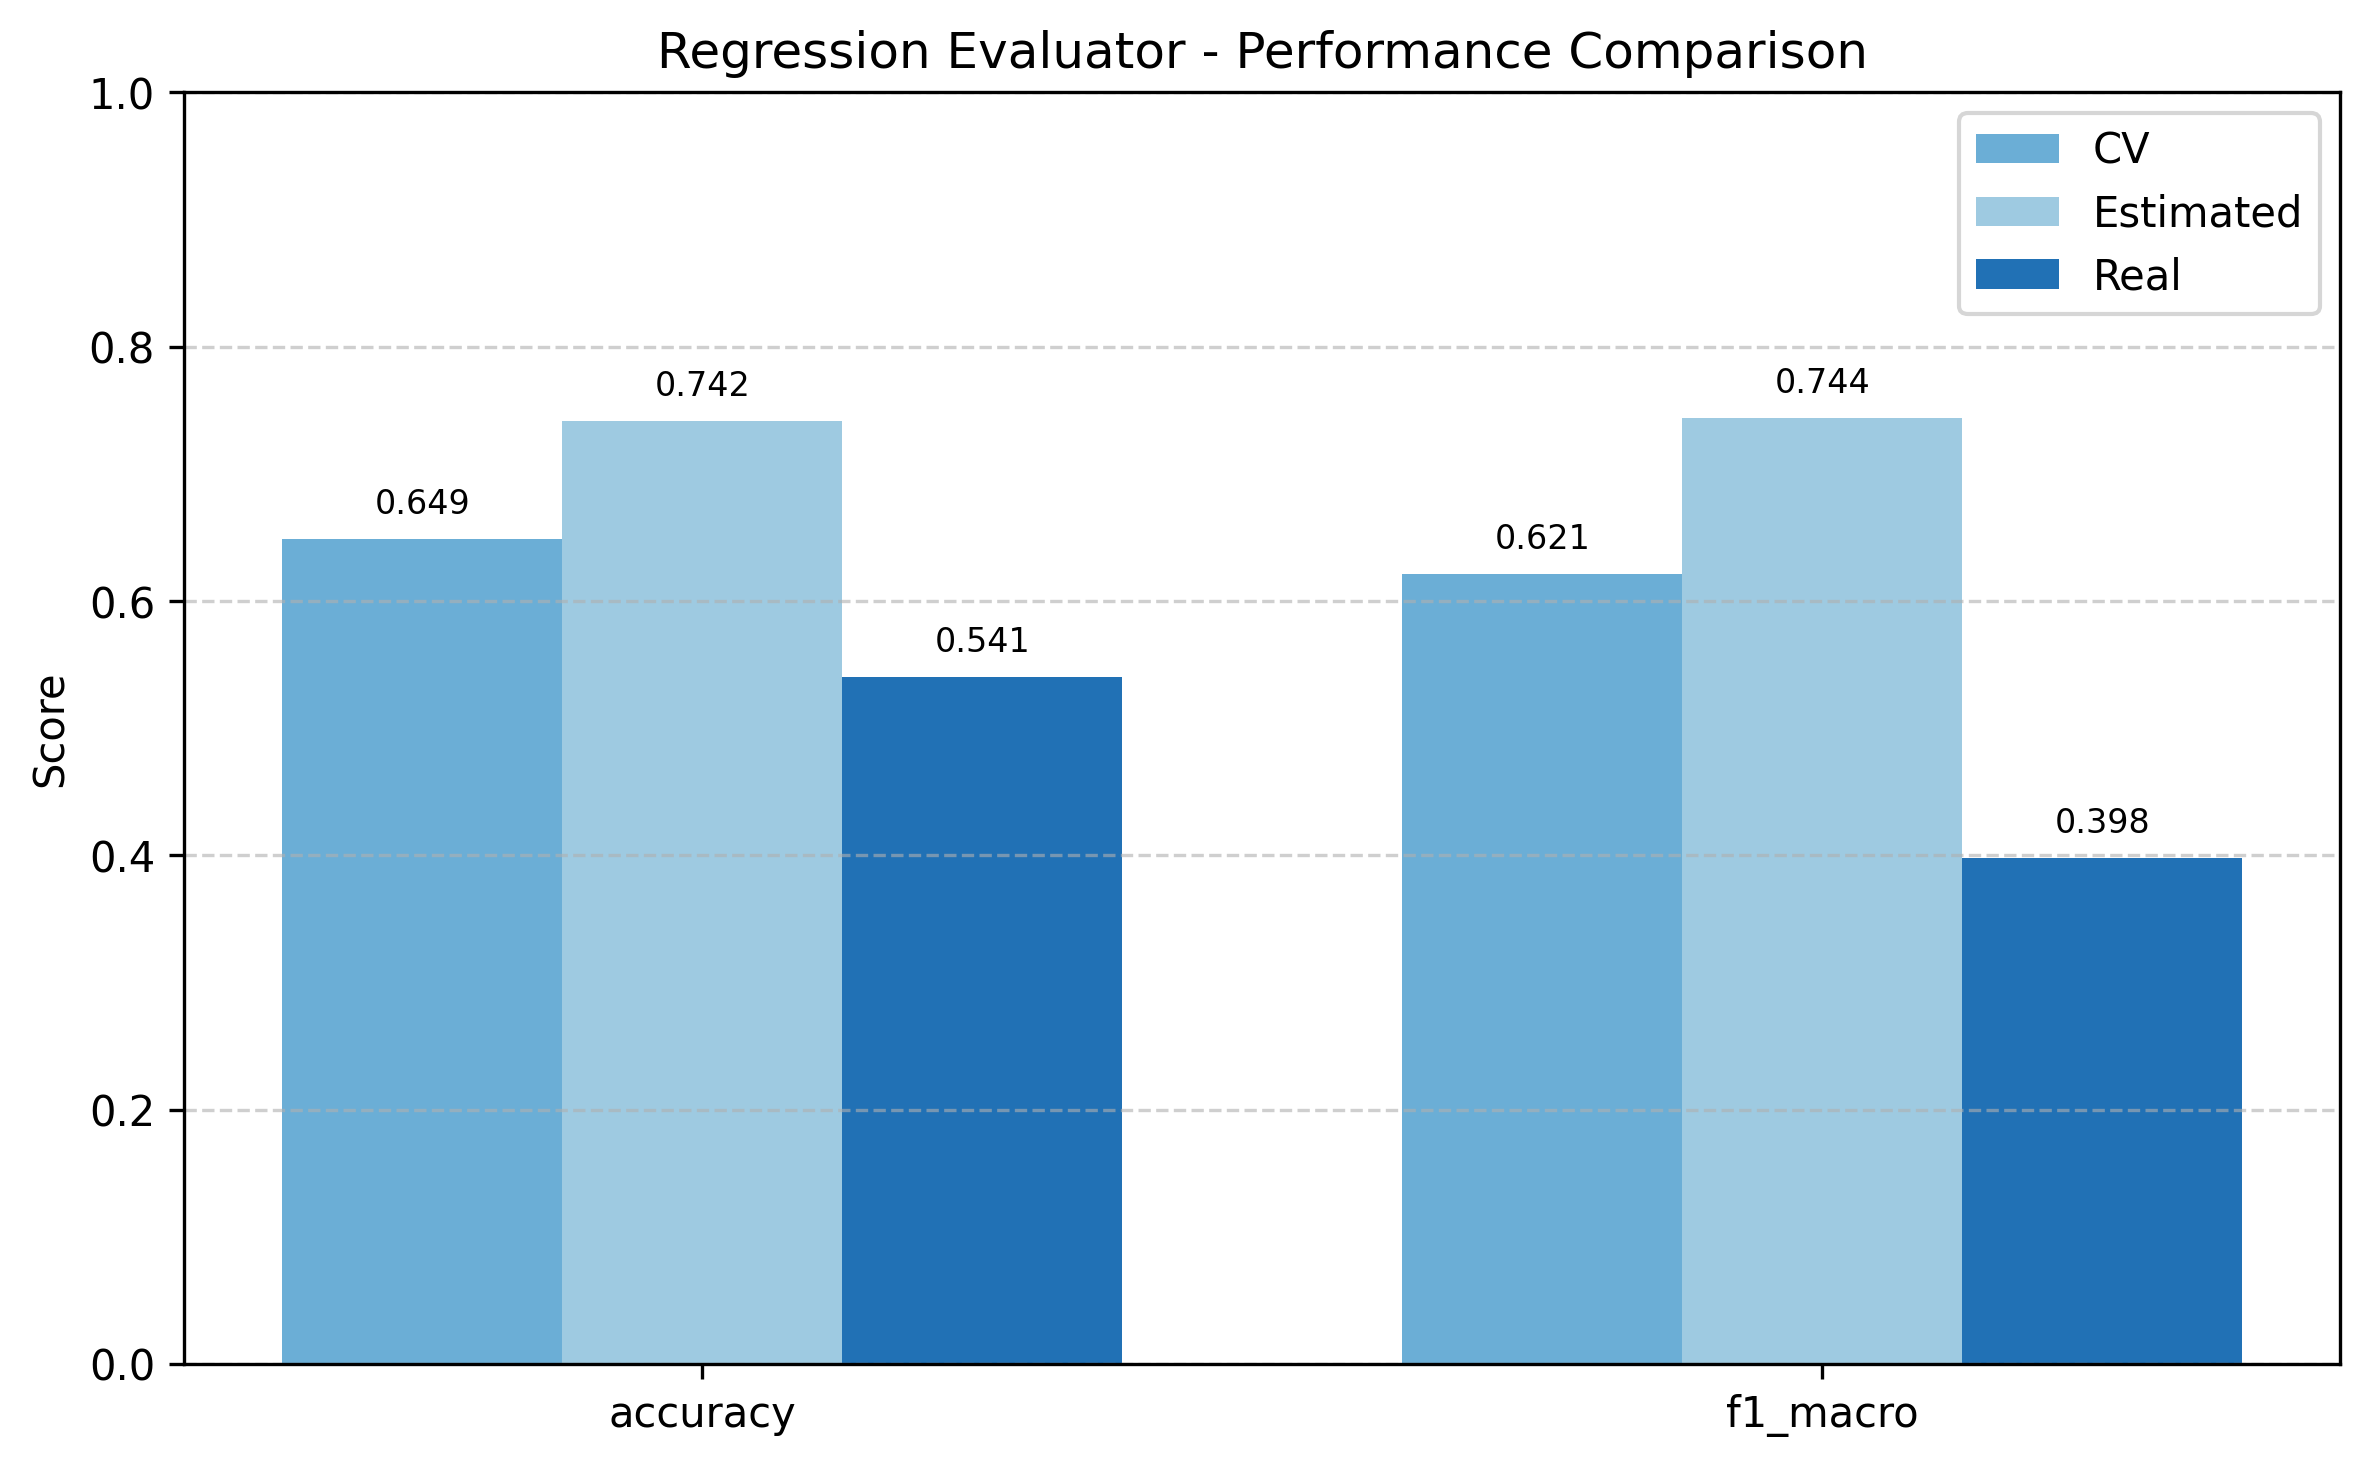 Regression Evaluator - Performance Comparison
CV
Estimated
Real
Score
1.0
0.8
0.6
0.4
0.2
0.0
0.649
0.742
0.541
0.621
0.744
0.398
accuracy
f1_macro